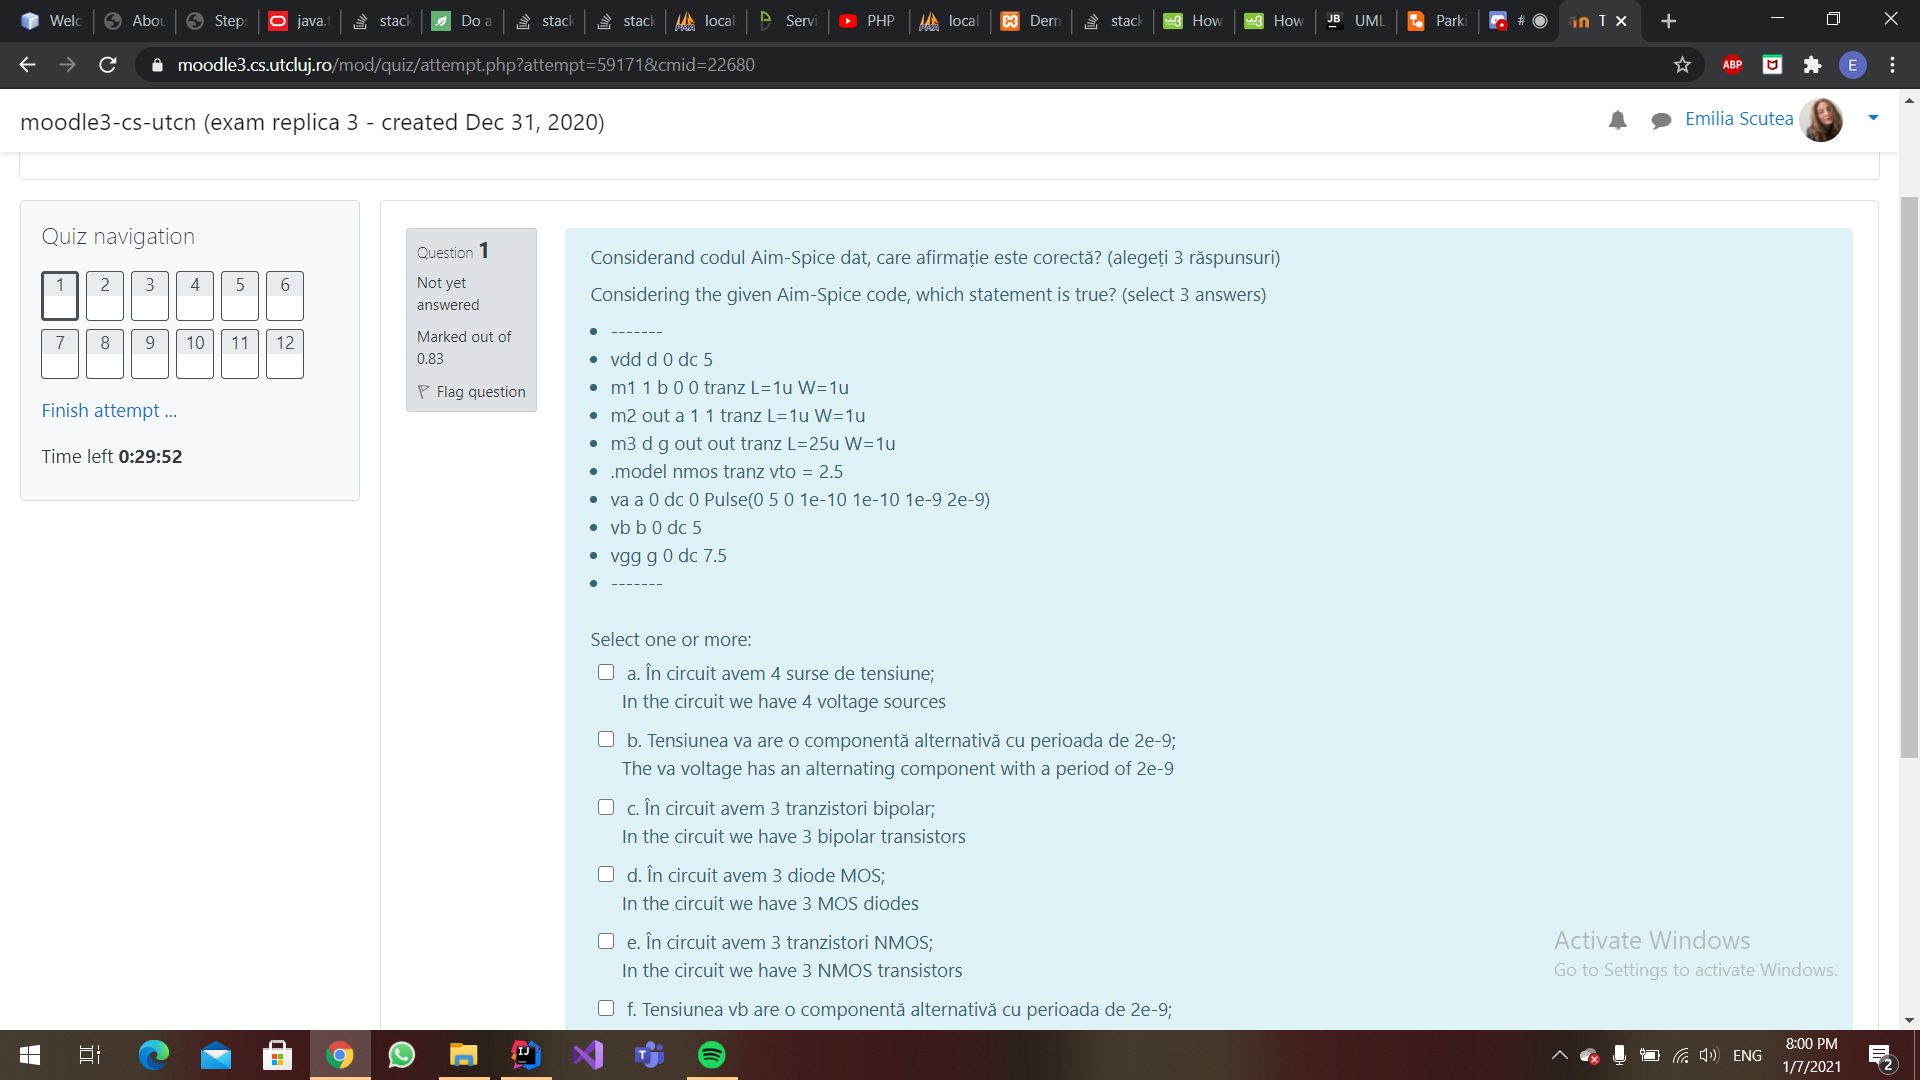 Welc
Abou
Step
java.
stack
Do a
stack
stack
local
Servi
PHP
local
Dern
stack
How
How
UML
Parki
#
T
moodle3.cs.utcluj.ro/mod/quiz/attempt.php?attempt=59171&cmid=22680
ABP
E
moodle3-cs-utcn (exam replica 3 - created Dec 31, 2020)
Emilia Scutea
Quiz navigation
1 2 3 4 5 6
7 8 9 10 11 12
Finish attempt ...
Time left 0:29:52
Question 1
Not yet
answered
Marked out of
0.83
Flag question
Considerand codul Aim-Spice dat, care afirmație este corectă? (alegeți 3 răspunsuri)
Considering the given Aim-Spice code, which statement is true? (select 3 answers)
• -------
• vdd d 0 dc 5
• m1 1 b 0 0 tranz L=1u W=1u
• m2 out a 1 1 tranz L=1u W=1u
• m3 d g out out tranz L=25u W=1u
• .model nmos tranz vto = 2.5
• va a 0 dc 0 Pulse(0 5 0 1e-10 1e-10 1e-9 2e-9)
• vb b 0 dc 5
• vgg g 0 dc 7.5
• -------
Select one or more:
a. În circuit avem 4 surse de tensiune;
In the circuit we have 4 voltage sources
b. Tensiunea va are o componentă alternativă cu perioada de 2e-9;
The va voltage has an alternating component with a period of 2e-9
c. În circuit avem 3 tranzistori bipolar;
In the circuit we have 3 bipolar transistors
d. În circuit avem 3 diode MOS;
In the circuit we have 3 MOS diodes
e. În circuit avem 3 tranzistori NMOS;
In the circuit we have 3 NMOS transistors
f. Tensiunea vb are o componentă alternativă cu perioada de 2e-9;
Activate Windows
Go to Settings to activate Windows.
ENG
8:00 PM
1/7/2021
2